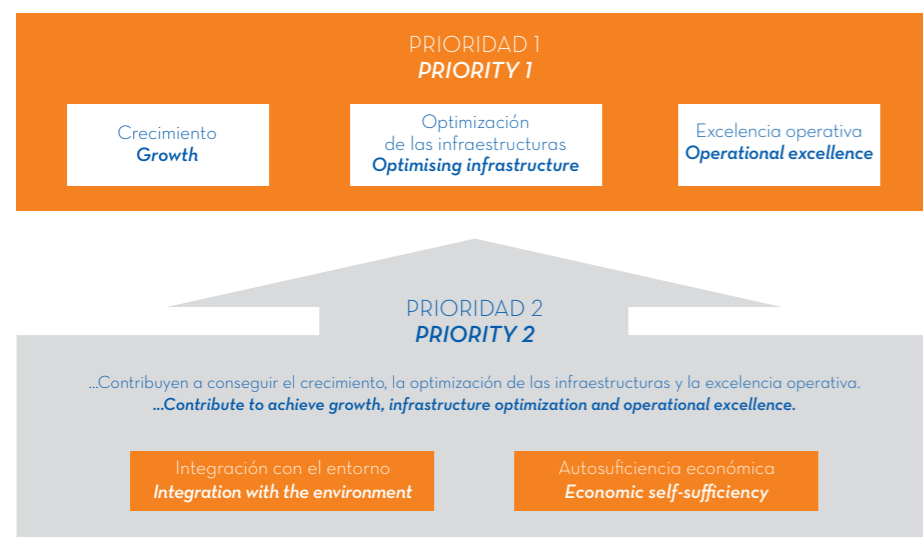 PRIORIDAD 1
PRIORITY 1
Crecimiento
Growth
Optimización
de las infraestructuras
Optimising infrastructure
Excelencia operativa
Operational excellence
PRIORIDAD 2
PRIORITY 2
...Contribuyen a conseguir el crecimiento, la optimización de las infraestructuras y la excelencia operativa.
...Contribute to achieve growth, infrastructure optimization and operational excellence.
Integración con el entorno
Integration with the environment
Autosuficiencia económica
Economic self-sufficiency